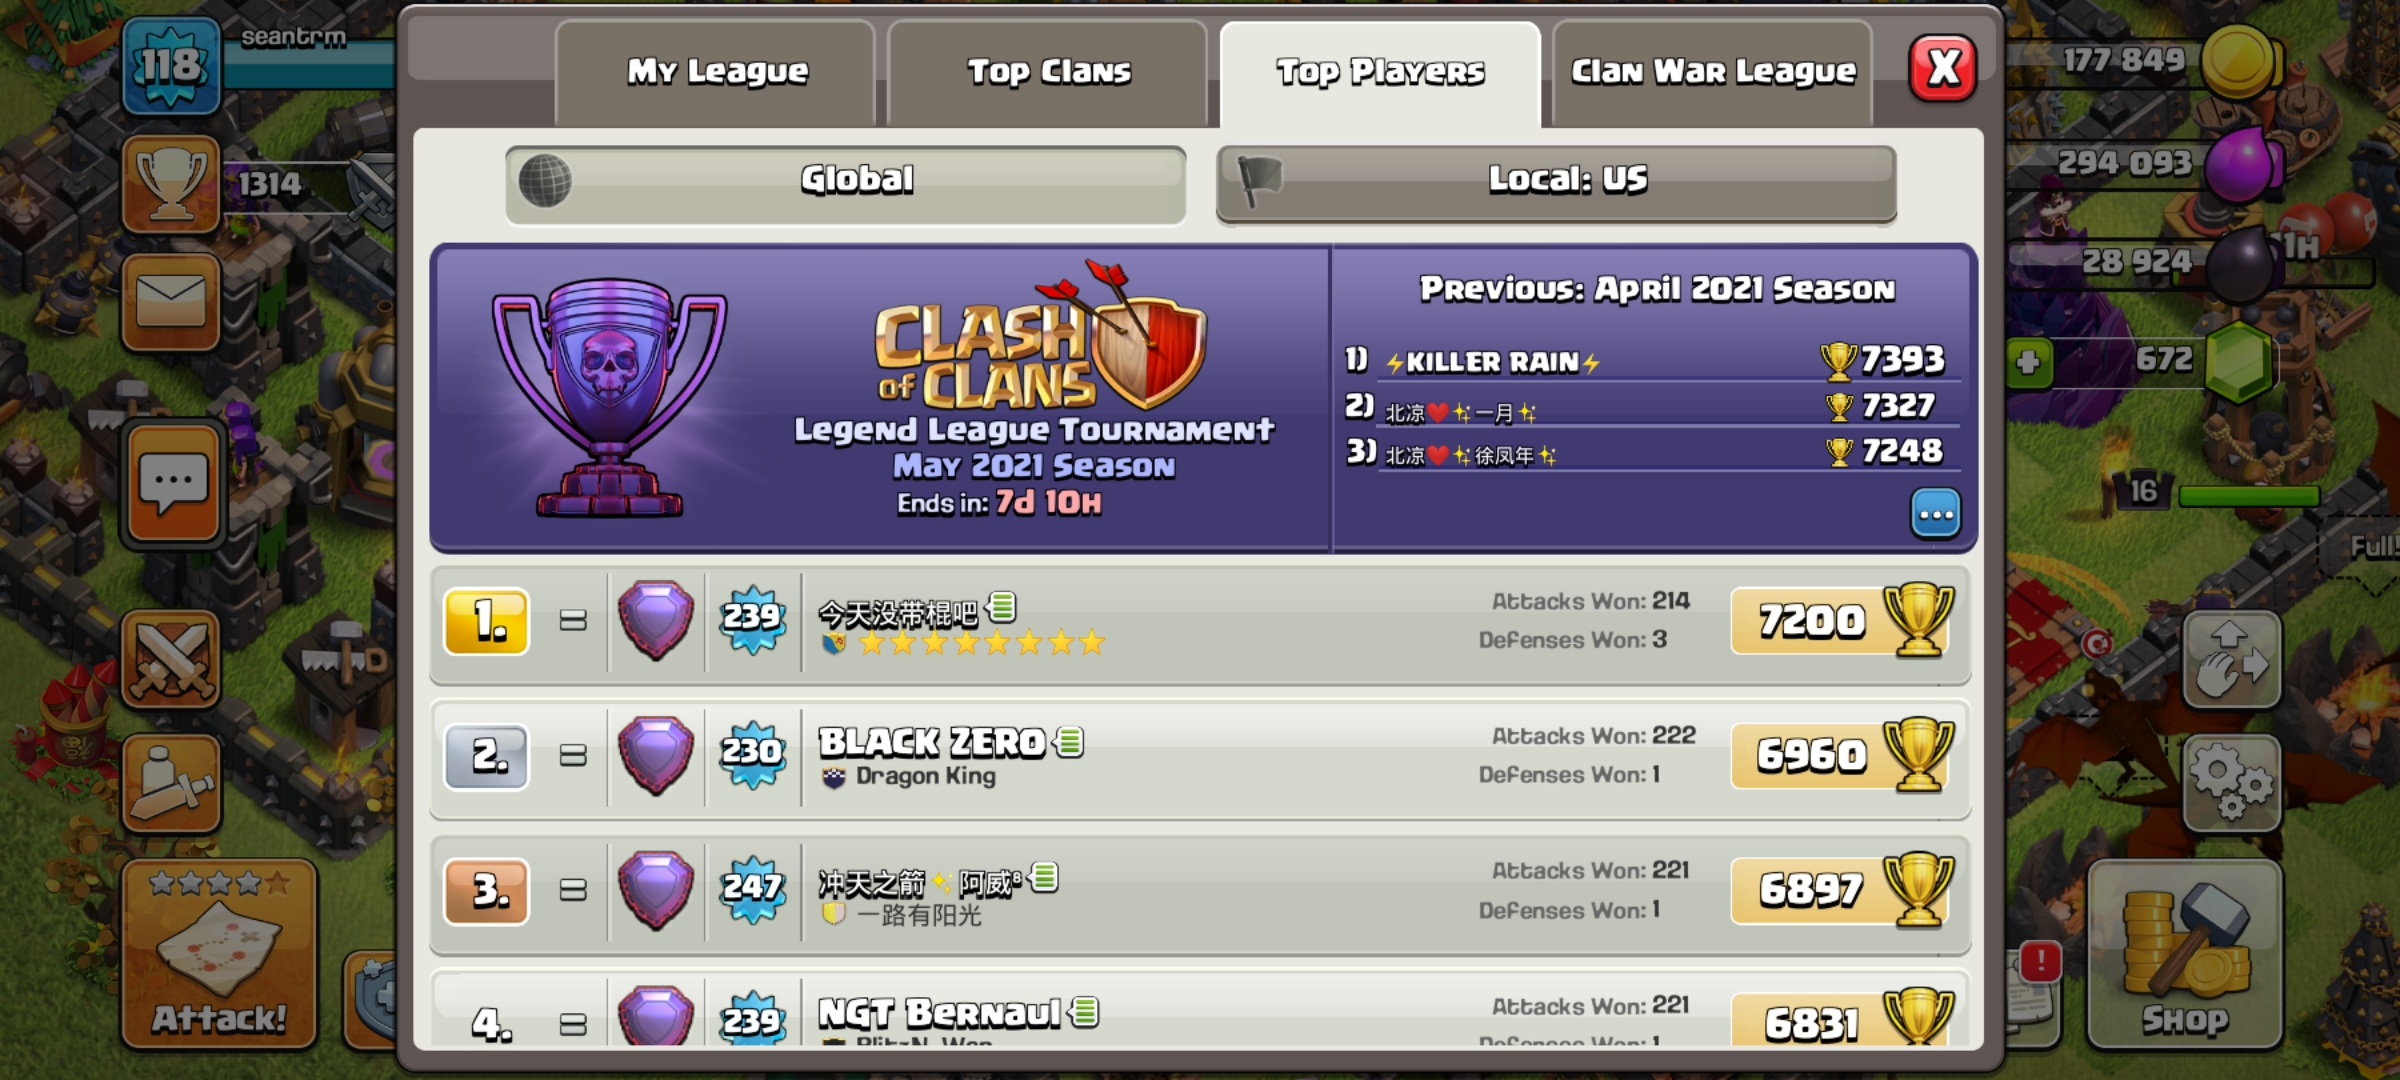 118
seantrm
1314
My League
Top Clans
Top Players
Clan War League
X
Global
Local: US
CLASH
of CLANS
Legend League Tournament
May 2021 Season
Ends in: 7d 10H
Previous: April 2021 Season
1) ⚡KILLER RAIN⚡ 7393
2) 北凉❤️✨一月✨ 7327
3) 北凉❤️✨徐凤年✨ 7248
1. = 239 今天没带棍吧 Attacks Won: 214 7200
⭐⭐⭐⭐⭐⭐⭐⭐ Defenses Won: 3
2. = 230 BLACK ZERO Attacks Won: 222 6960
Dragon King Defenses Won: 1
3. = 247 冲天之箭✨阿威⁸ Attacks Won: 221 6897
一路有阳光 Defenses Won: 1
4. = 239 NGT Bernaul Attacks Won: 221 6831
Defenses Won: 1
177 849
294 093
28 924
672
16
Full!
Attack!
!
Shop